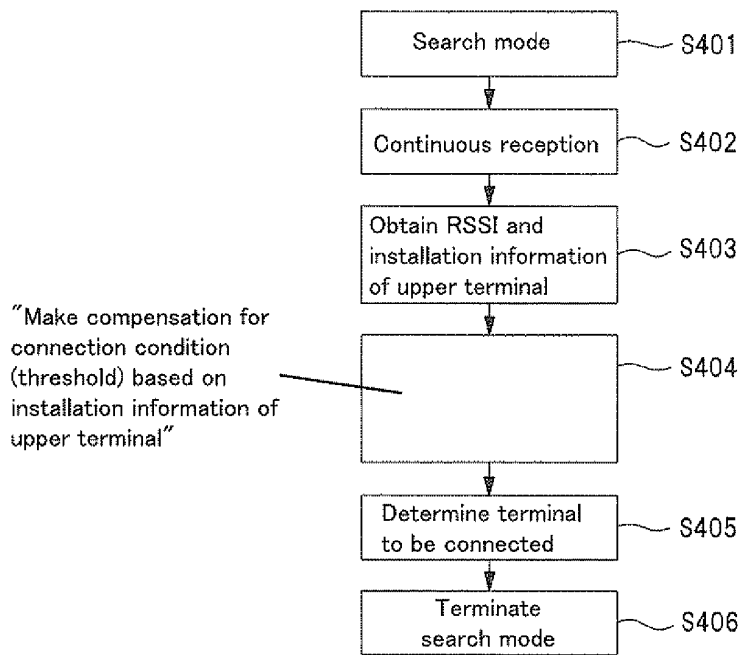 Search mode
S401
Continuous reception
S402
Obtain RSSI and
installation information
of upper terminal
S403
"Make compensation for
connection condition
(threshold) based on
installation information of
upper terminal"
S404
Determine terminal
to be connected
S405
Terminate
search mode
S406